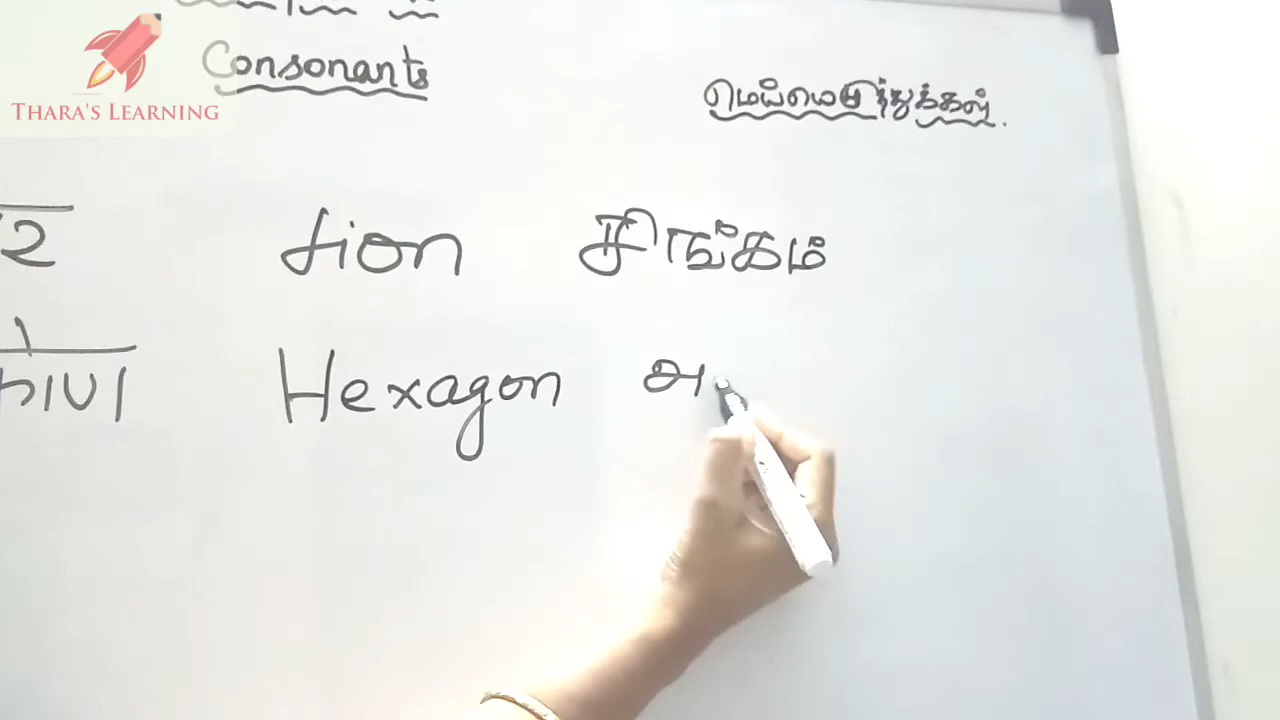 Consonants
THARA'S LEARNING
மெய்யெழுத்துக்கள்.
Lion சிங்கம்
Hexagon அ